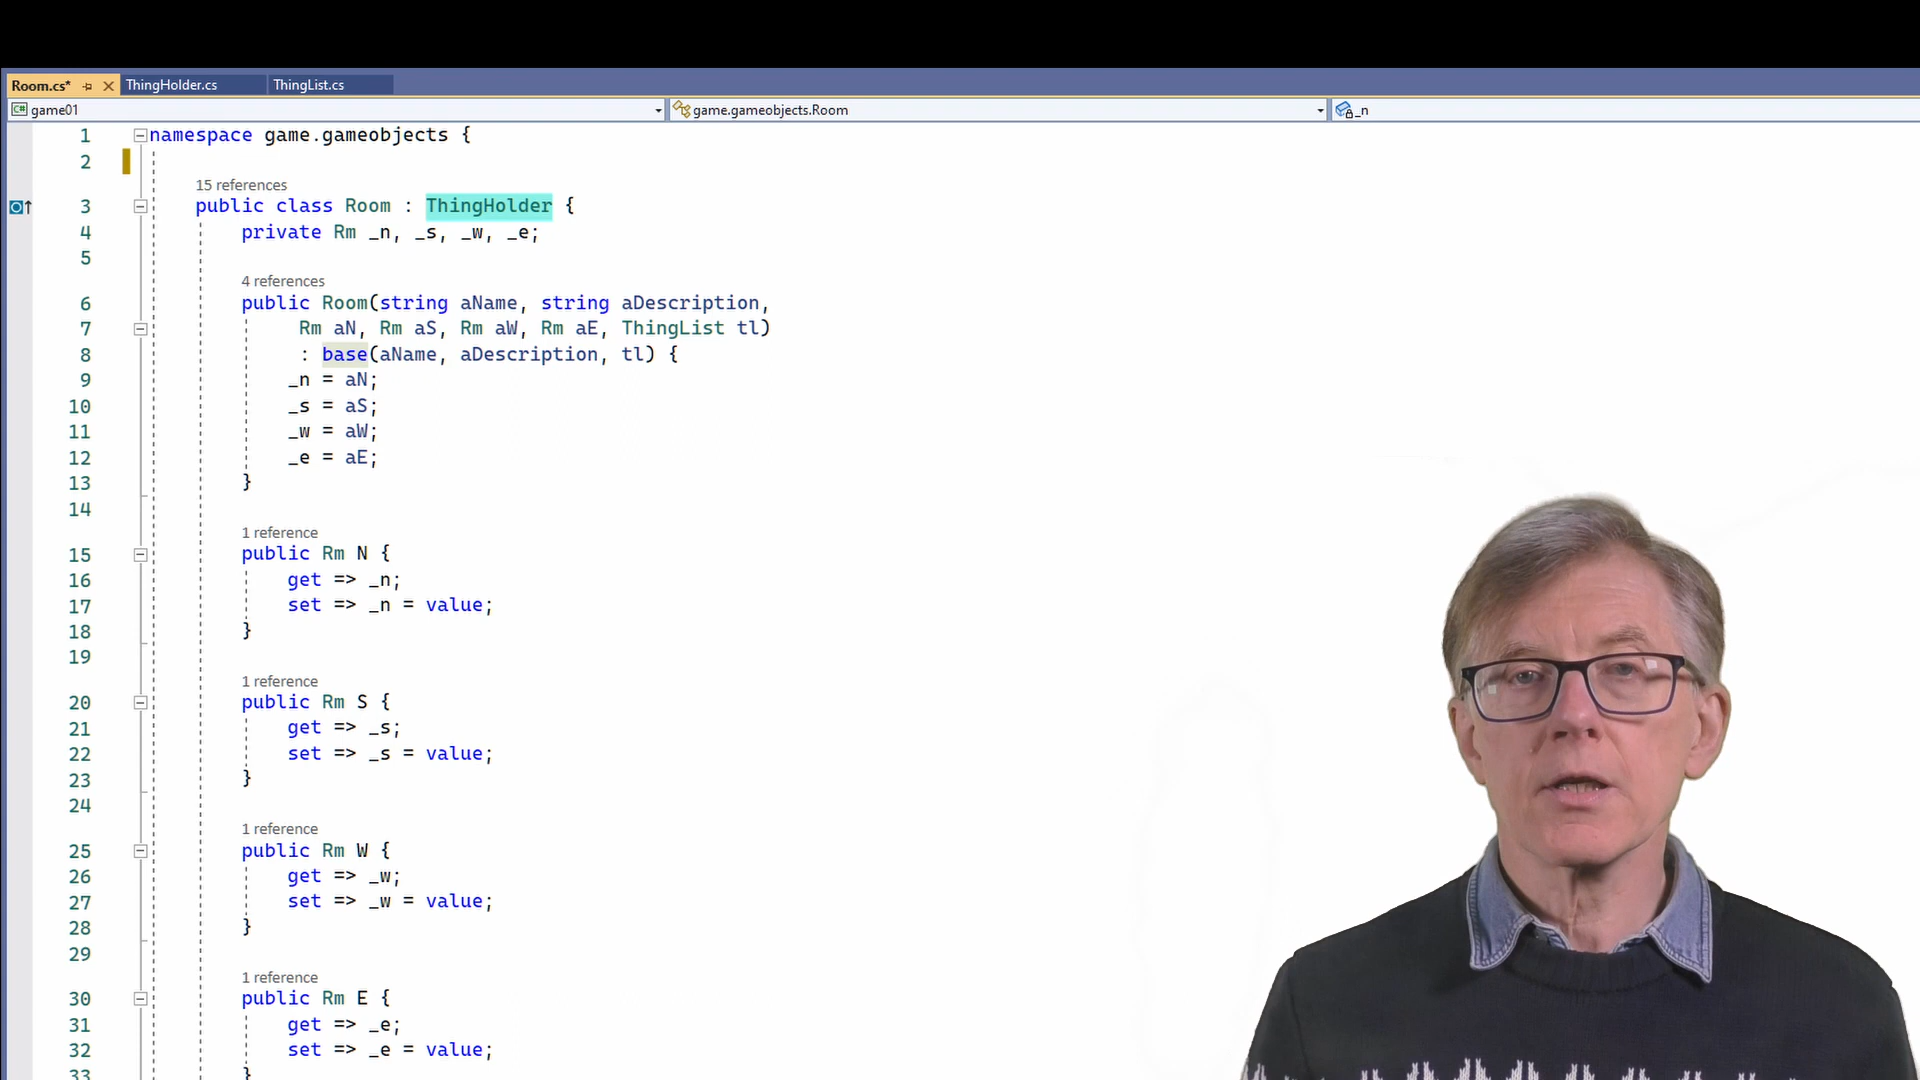 Room.cs* ThingHolder.cs ThingList.cs
C# game01 game.gameobjects.Room _n
1 namespace game.gameobjects {
2
15 references
3 public class Room : ThingHolder {
4 private Rm _n, _s, _w, _e;
5
4 references
6 public Room(string aName, string aDescription,
7 Rm aN, Rm aS, Rm aW, Rm aE, ThingList tl)
8 : base(aName, aDescription, tl) {
9 _n = aN;
10 _s = aS;
11 _w = aW;
12 _e = aE;
13 }
14
1 reference
15 public Rm N {
16 get => _n;
17 set => _n = value;
18 }
19
1 reference
20 public Rm S {
21 get => _s;
22 set => _s = value;
23 }
24
1 reference
25 public Rm W {
26 get => _w;
27 set => _w = value;
28 }
29
1 reference
30 public Rm E {
31 get => _e;
32 set => _e = value;
33 }